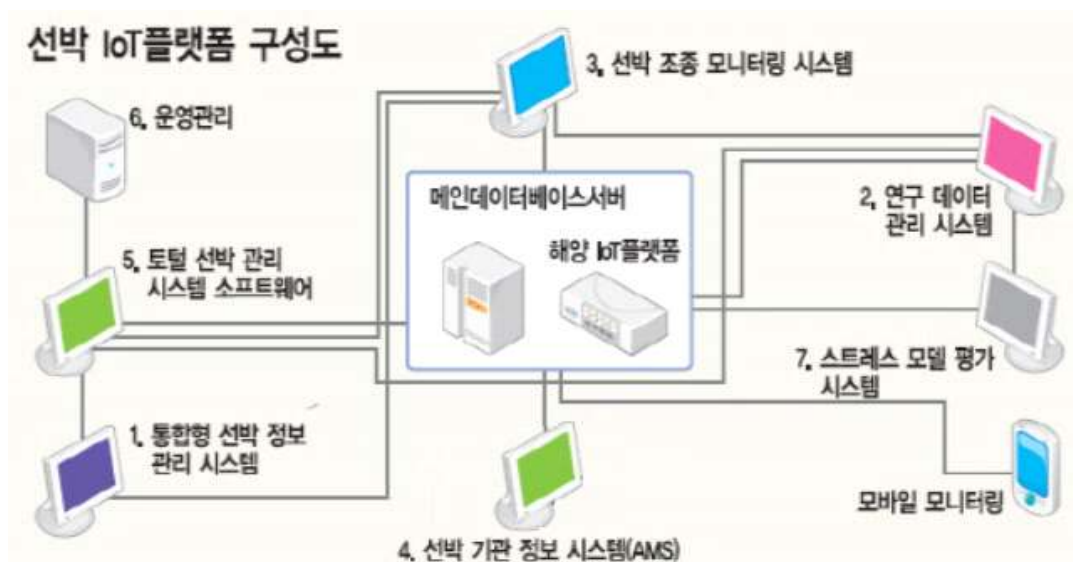 선박 IoT플랫폼 구성도
3. 선박 조종 모니터링 시스템
6. 운영관리
메인데이터베이스서버
2. 연구 데이터
관리 시스템
해양 IoT플랫폼
5. 토털 선박 관리
시스템 소프트웨어
7. 스트레스 모델 평가
시스템
1. 통합형 선박 정보
관리 시스템
모바일 모니터링
4. 선박 기관 정보 시스템(AMS)